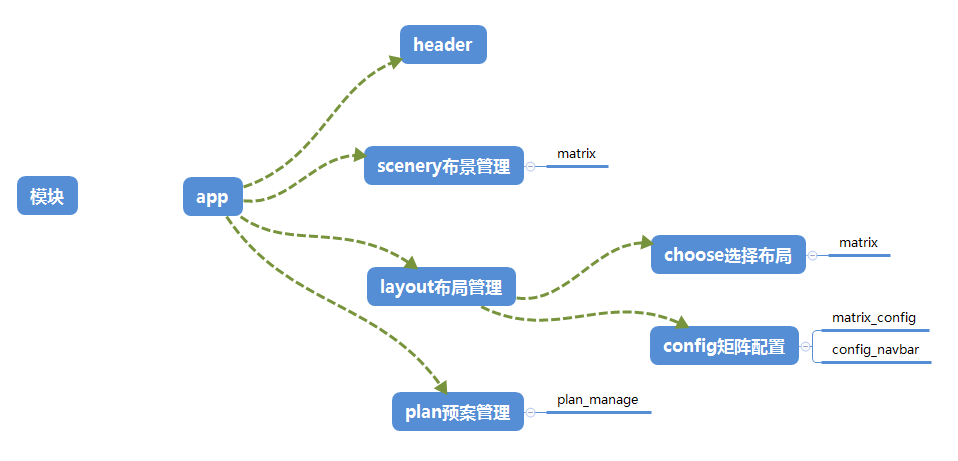 header
scenery布景管理
matrix
模块
app
choose选择布局
matrix
layout布局管理
config矩阵配置
matrix_config
config_navbar
plan预案管理
plan_manage